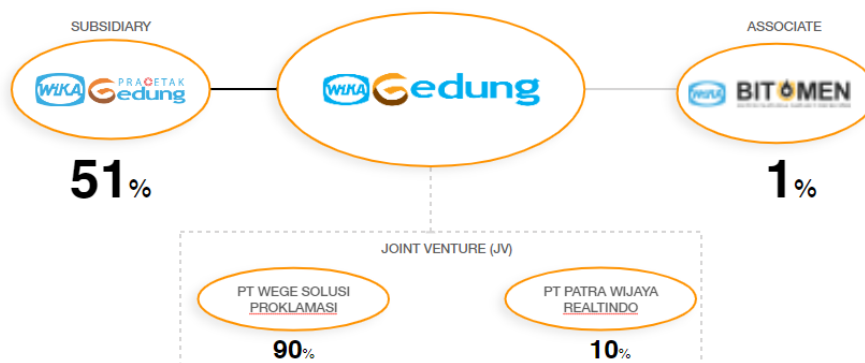 SUBSIDIARY
ASSOCIATE
WIKA PRACETAK
Gedung
WIKA Gedung
WIKA BITUMEN
51%
1%
JOINT VENTURE (JV)
PT WEGE SOLUSI
PROKLAMASI
PT PATRA WIJAYA
REALTINDO
90%
10%